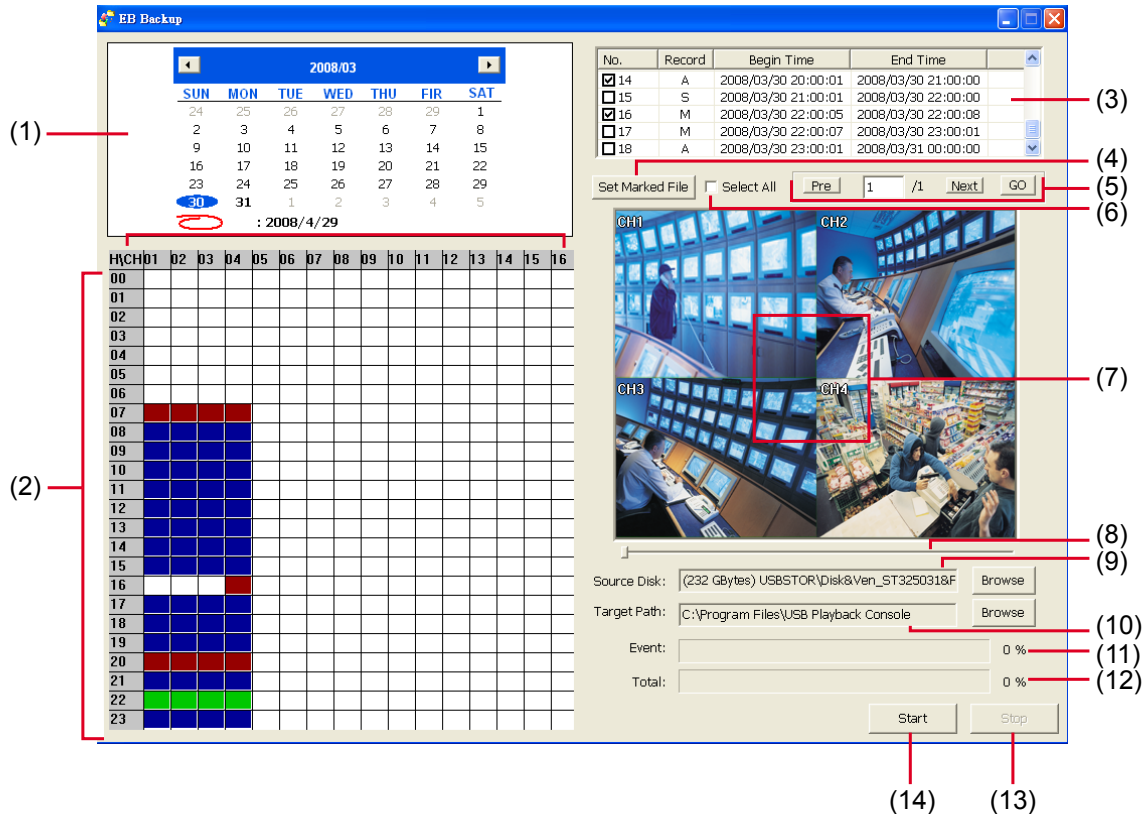 EB Backup
2008/03
SUN MON TUE WED THU FIR SAT
24 25 26 27 28 29 1
2 3 4 5 6 7 8
9 10 11 12 13 14 15
16 17 18 19 20 21 22
23 24 25 26 27 28 29
30 31 1 2 3 4 5
: 2008/4/29
(1)
H\CH 01 02 03 04 05 06 07 08 09 10 11 12 13 14 15 16
00
01
02
03
04
05
06
07
08
09
10
11
12
13
14
15
16
17
18
19
20
21
22
23
(2)
No. Record Begin Time End Time
14 A 2008/03/30 20:00:01 2008/03/30 21:00:00
15 S 2008/03/30 21:00:01 2008/03/30 22:00:00
16 M 2008/03/30 22:00:05 2008/03/30 22:00:08
17 M 2008/03/30 22:00:07 2008/03/30 23:00:01
18 A 2008/03/30 23:00:01 2008/03/31 00:00:00
(3)
(4)
Set Marked File Select All Pre 1 /1 Next GO
(5)
(6)
CH1 CH2
CH3 CH4
(7)
(8)
(9)
Source Disk: (232 GBytes) USBSTOR\Disk&Ven_ST325031&F Browse
Target Path: C:\Program Files\USB Playback Console Browse
(10)
Event: 0 % (11)
Total: 0 % (12)
Start Stop
(14) (13)